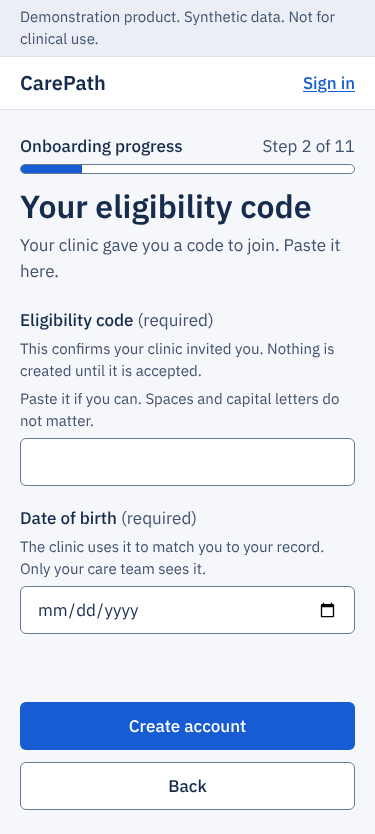 Demonstration product. Synthetic data. Not for
clinical use.
CarePath
Sign in
Onboarding progress
Step 2 of 11
Your eligibility code
Your clinic gave you a code to join. Paste it
here.
Eligibility code (required)
This confirms your clinic invited you. Nothing is
created until it is accepted.
Paste it if you can. Spaces and capital letters do
not matter.
Date of birth (required)
The clinic uses it to match you to your record.
Only your care team sees it.
mm/dd/yyyy
Create account
Back